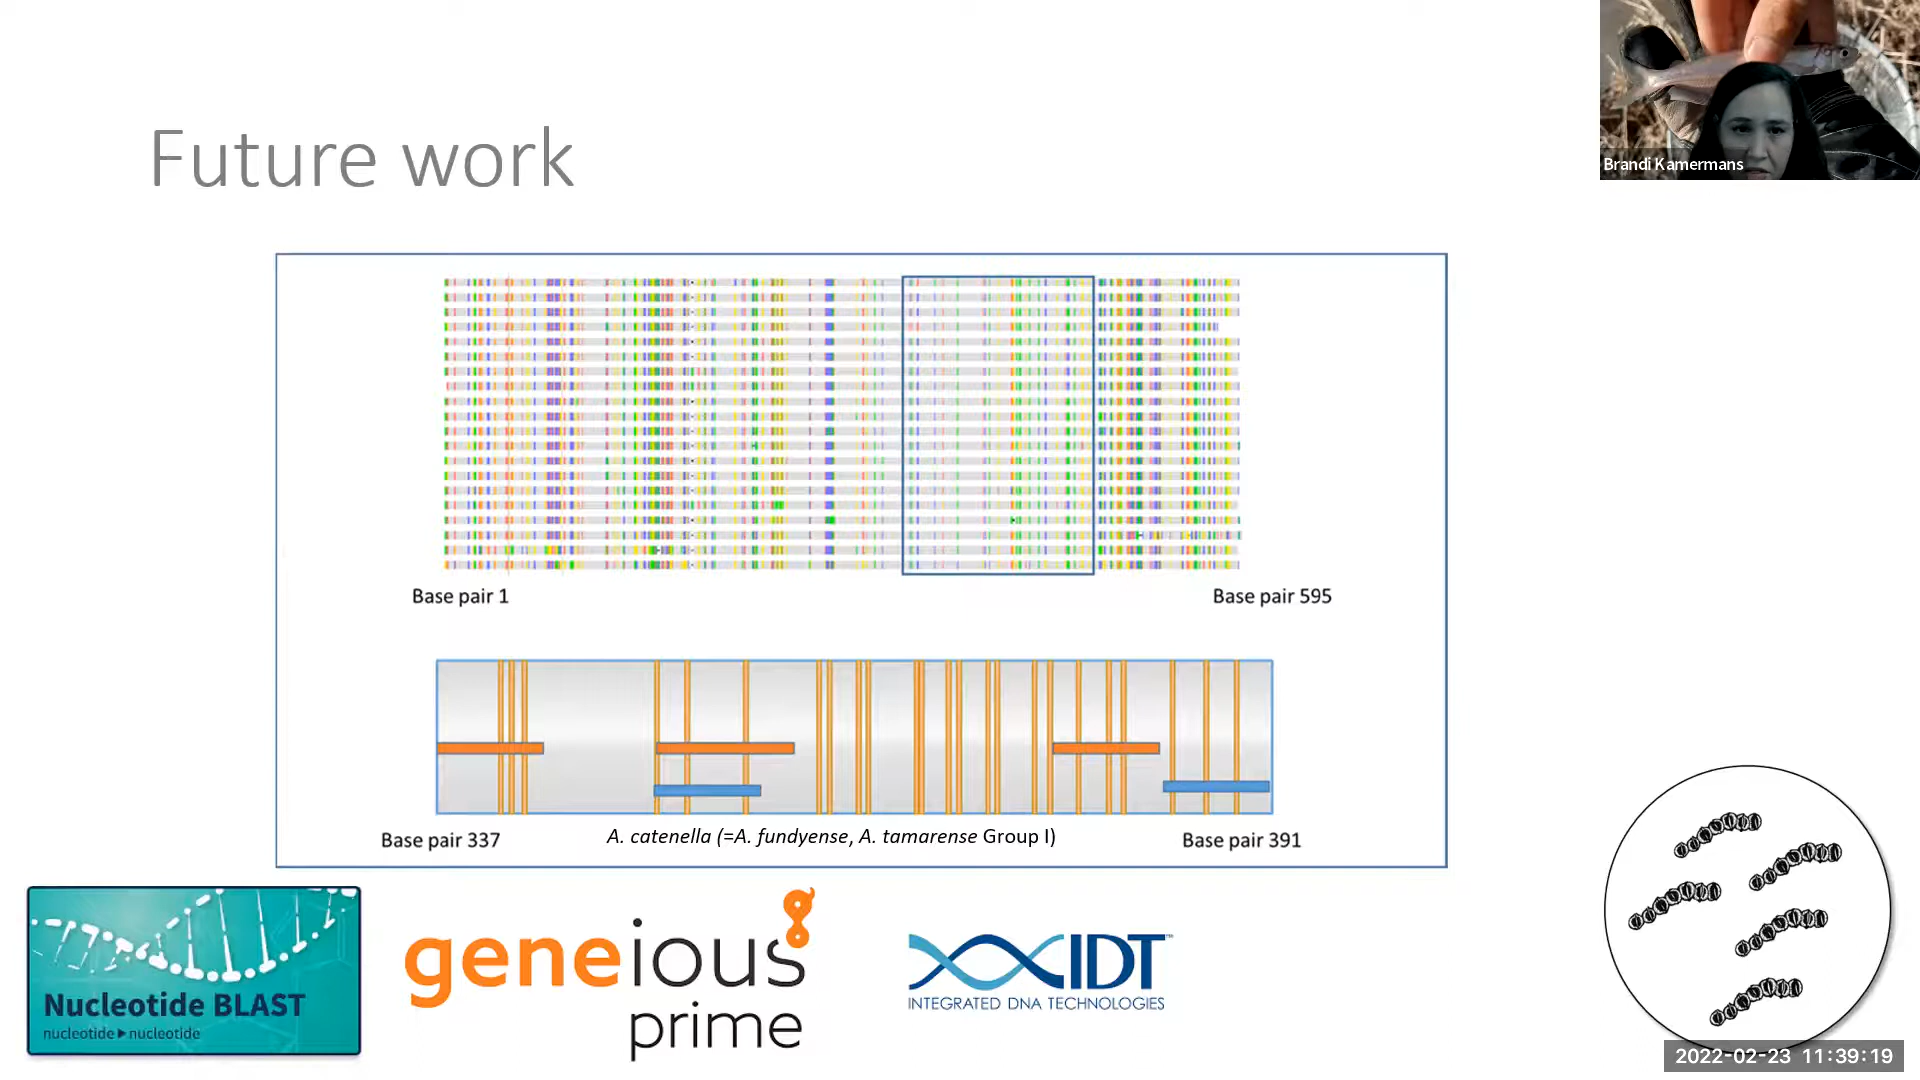 Future work
Brandi Kamermans
Base pair 1
Base pair 595
Base pair 337
A. catenella (=A. fundyense, A. tamarense Group I)
Base pair 391
Nucleotide BLAST
nucleotide ▸ nucleotide
geneious
prime
IDT™
INTEGRATED DNA TECHNOLOGIES
2022-02-23 11:39:19